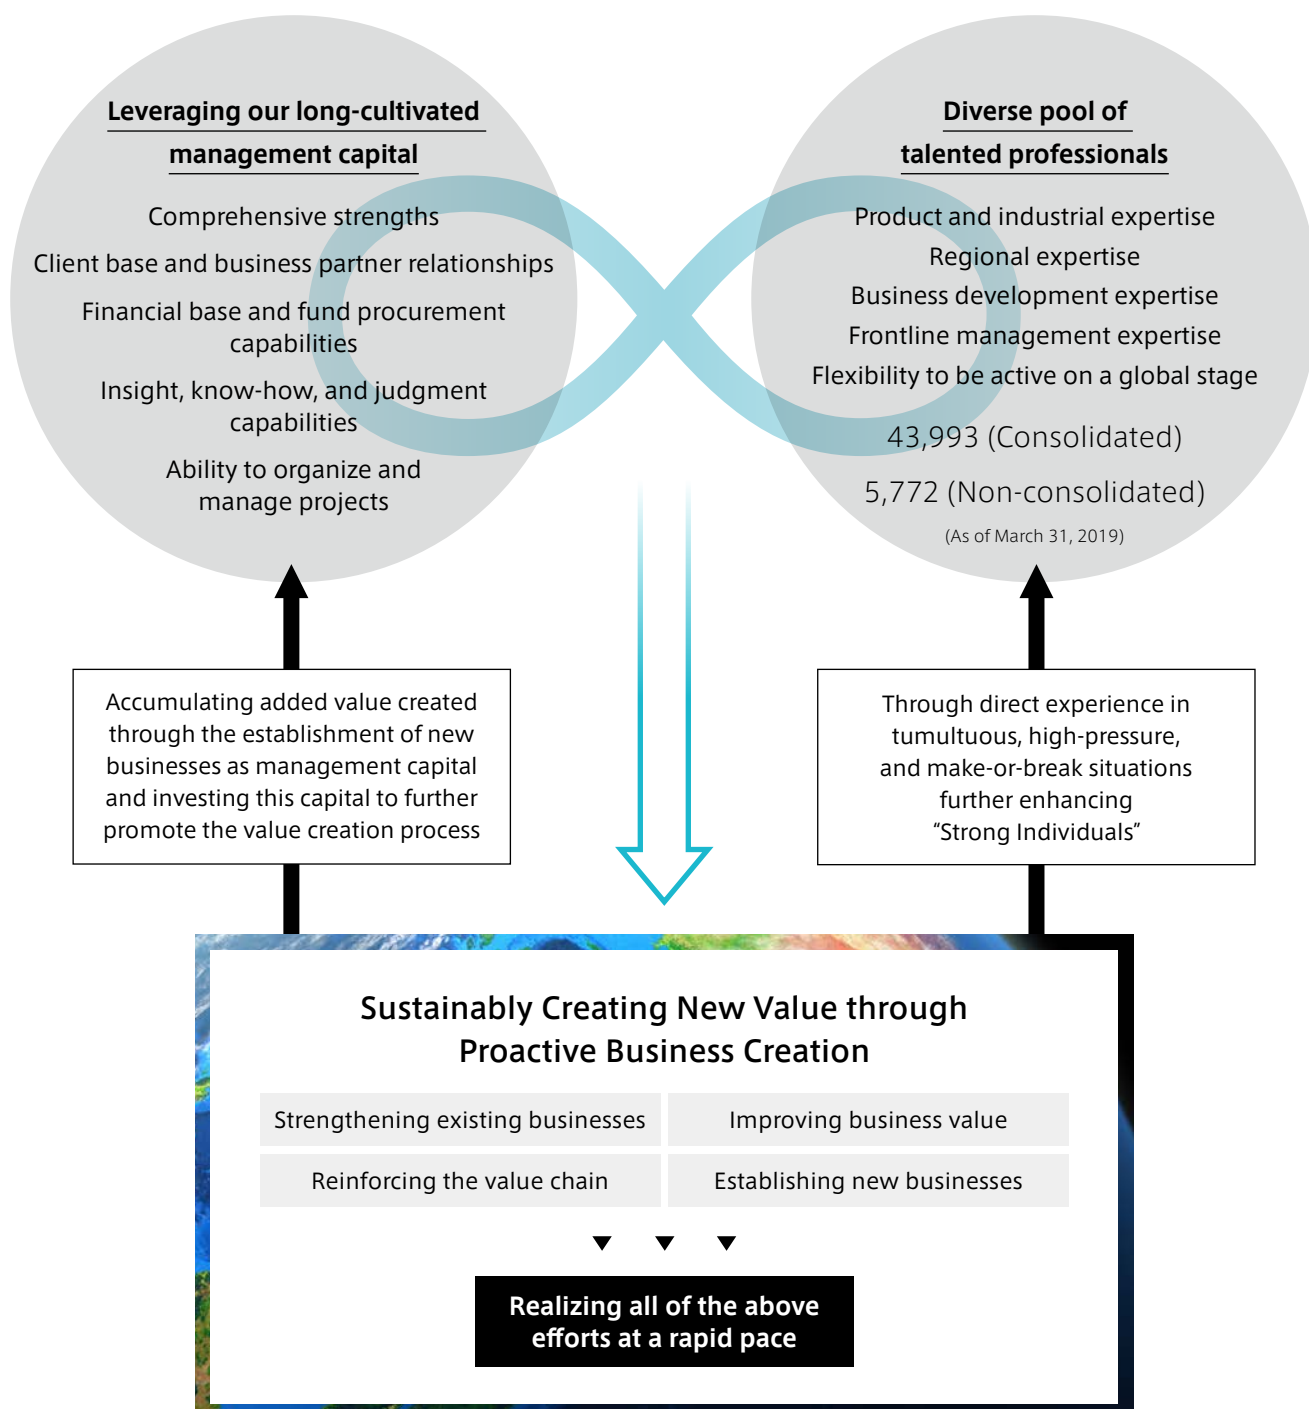 Leveraging our long-cultivated
management capital
Comprehensive strengths
Client base and business partner relationships
Financial base and fund procurement
capabilities
Insight, know-how, and judgment
capabilities
Ability to organize and
manage projects
Diverse pool of
talented professionals
Product and industrial expertise
Regional expertise
Business development expertise
Frontline management expertise
Flexibility to be active on a global stage
43,993 (Consolidated)
5,772 (Non-consolidated)
(As of March 31, 2019)
Accumulating added value created
through the establishment of new
businesses as management capital
and investing this capital to further
promote the value creation process
Through direct experience in
tumultuous, high-pressure,
and make-or-break situations
further enhancing
“Strong Individuals”
Sustainably Creating New Value through
Proactive Business Creation
Strengthening existing businesses
Improving business value
Reinforcing the value chain
Establishing new businesses
Realizing all of the above
efforts at a rapid pace